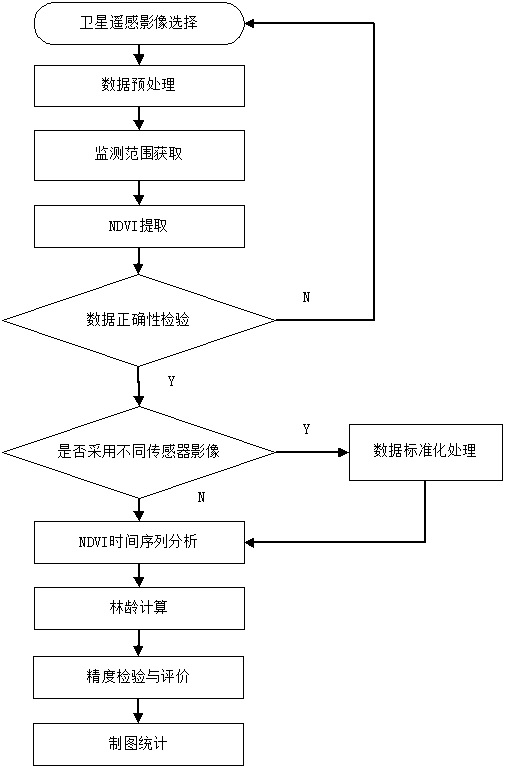 卫星遥感影像选择
数据预处理
监测范围获取
NDVI提取
数据正确性检验
N
Y
是否采用不同传感器影像
Y
数据标准化处理
N
NDVI时间序列分析
林龄计算
精度检验与评价
制图统计